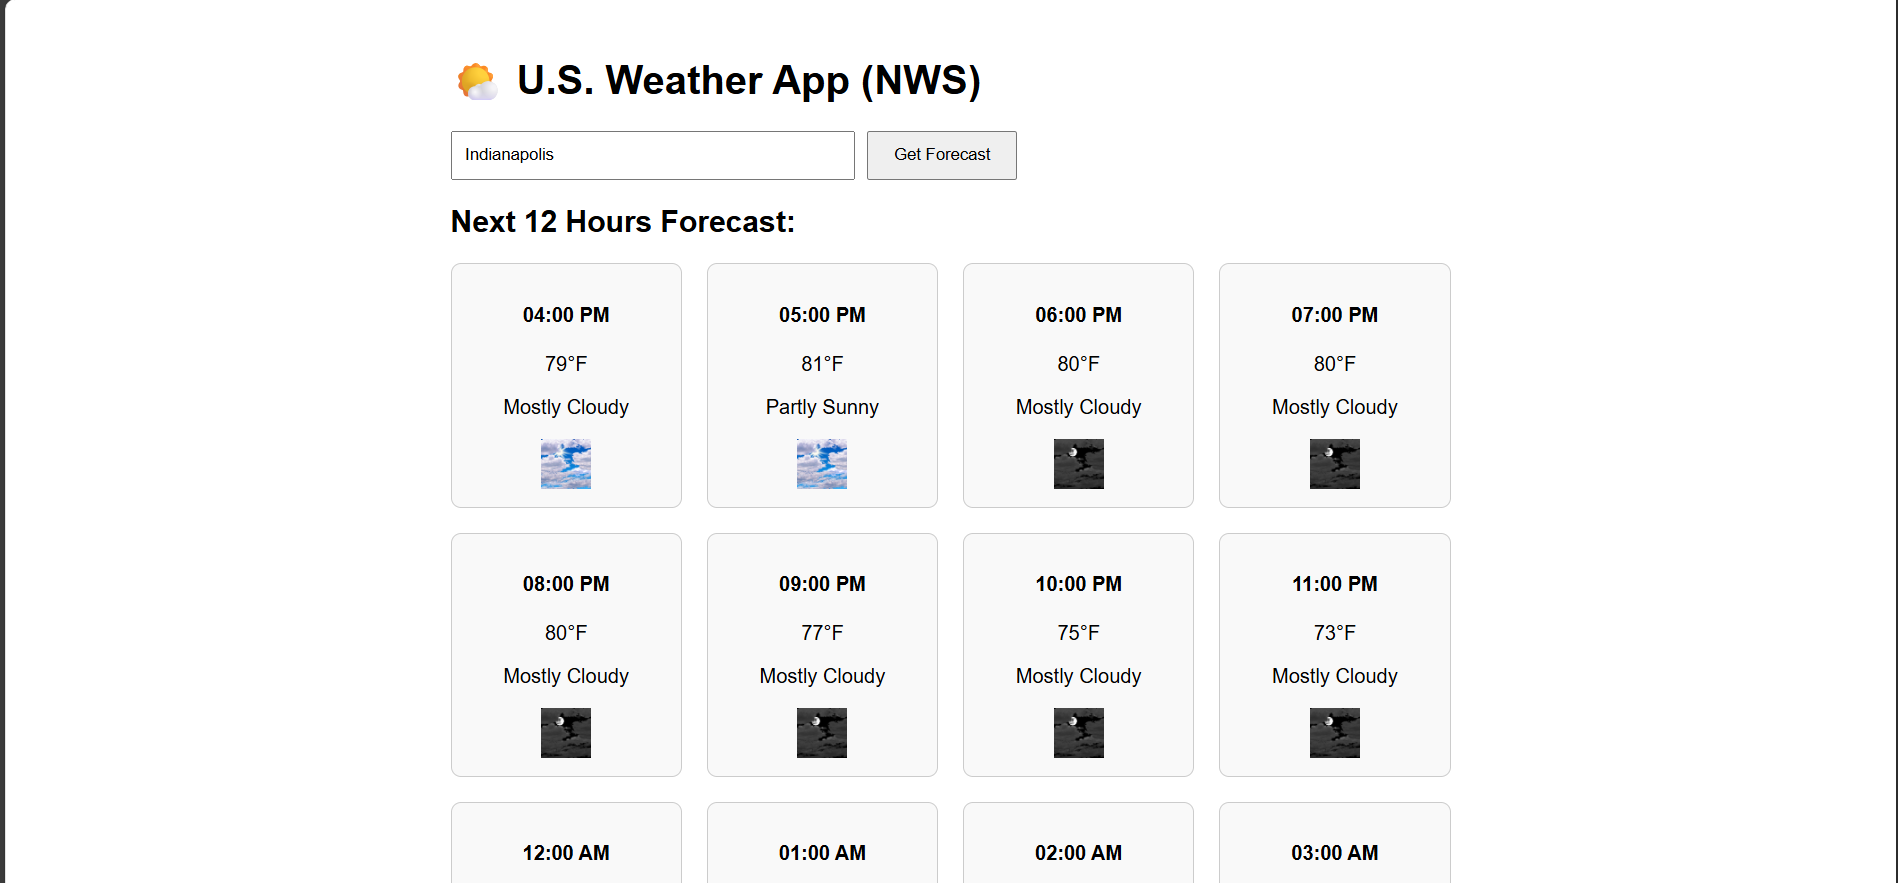 U.S. Weather App (NWS)
Indianapolis Get Forecast
Next 12 Hours Forecast:
04:00 PM 05:00 PM 06:00 PM 07:00 PM
79°F 81°F 80°F 80°F
Mostly Cloudy Partly Sunny Mostly Cloudy Mostly Cloudy
08:00 PM 09:00 PM 10:00 PM 11:00 PM
80°F 77°F 75°F 73°F
Mostly Cloudy Mostly Cloudy Mostly Cloudy Mostly Cloudy
12:00 AM 01:00 AM 02:00 AM 03:00 AM